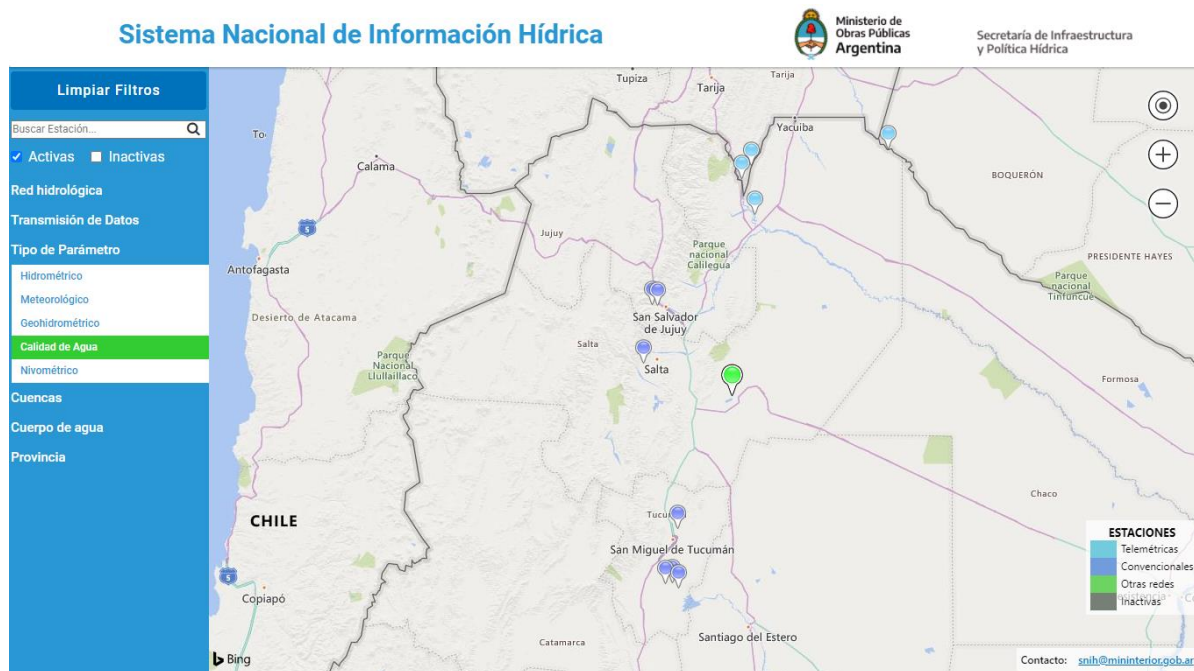 Sistema Nacional de Información Hídrica
Ministerio de
Obras Públicas
Argentina
Secretaría de Infraestructura
y Política Hídrica
Limpiar Filtros
Buscar Estación...
Activas
Inactivas
Red hidrológica
Transmisión de Datos
Tipo de Parámetro
Hidrométrico
Meteorológico
Geohidrométrico
Calidad de Agua
Nivométrico
Cuencas
Cuerpo de agua
Provincia
Tupiza
Tarija
Tarija
Yacuiba
Calama
BOQUERÓN
5
Jujuy
Parque
nacional
Calilegua
PRESIDENTE HAYES
Antofagasta
Parque
nacional
Tinfunqué
Desierto de Atacama
San Salvador
de Jujuy
Salta
Salta
Parque
Nacional
Llullaillaco
Formosa
Chaco
CHILE
San Miguel de Tucumán
5
Copiapó
Catamarca
Santiago del Estero
ESTACIONES
Telemétricas
Convencionales
Otras redes
Inactivas
Bing
Contacto: snih@mininterior.gob.ar